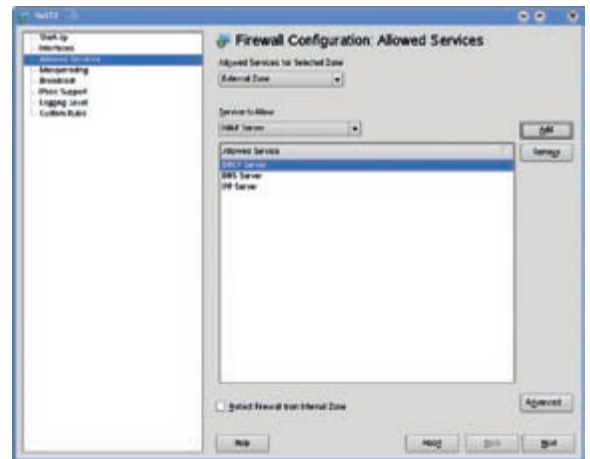 YaST2
Start-Up
Interfaces
Allowed Services
Masquerading
Broadcast
IPsec Support
Logging Level
Custom Rules
Firewall Configuration: Allowed Services
Allowed Services for Selected Zone
External Zone
Service to Allow
Server
Add
Allowed Service
Remove
DHCP Server
DNS Server
Server
Protect Firewall from Internal Zone
Advanced...
Help
Abort
Back
Next